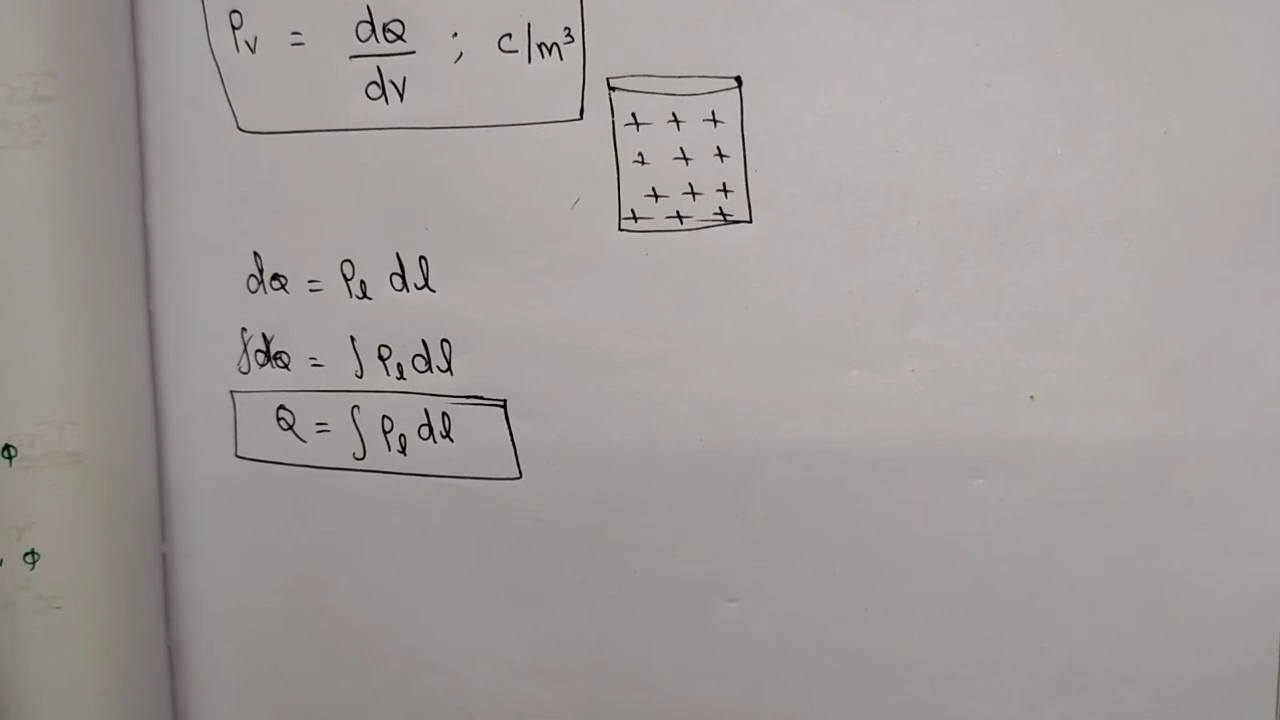 ρv = dQ/dv ; c/m³
+ + +
+ + +
+ + +
+ + +
dQ = ρl dl
∫dQ = ∫ ρl dl
Q = ∫ ρl dl
φ
, φ